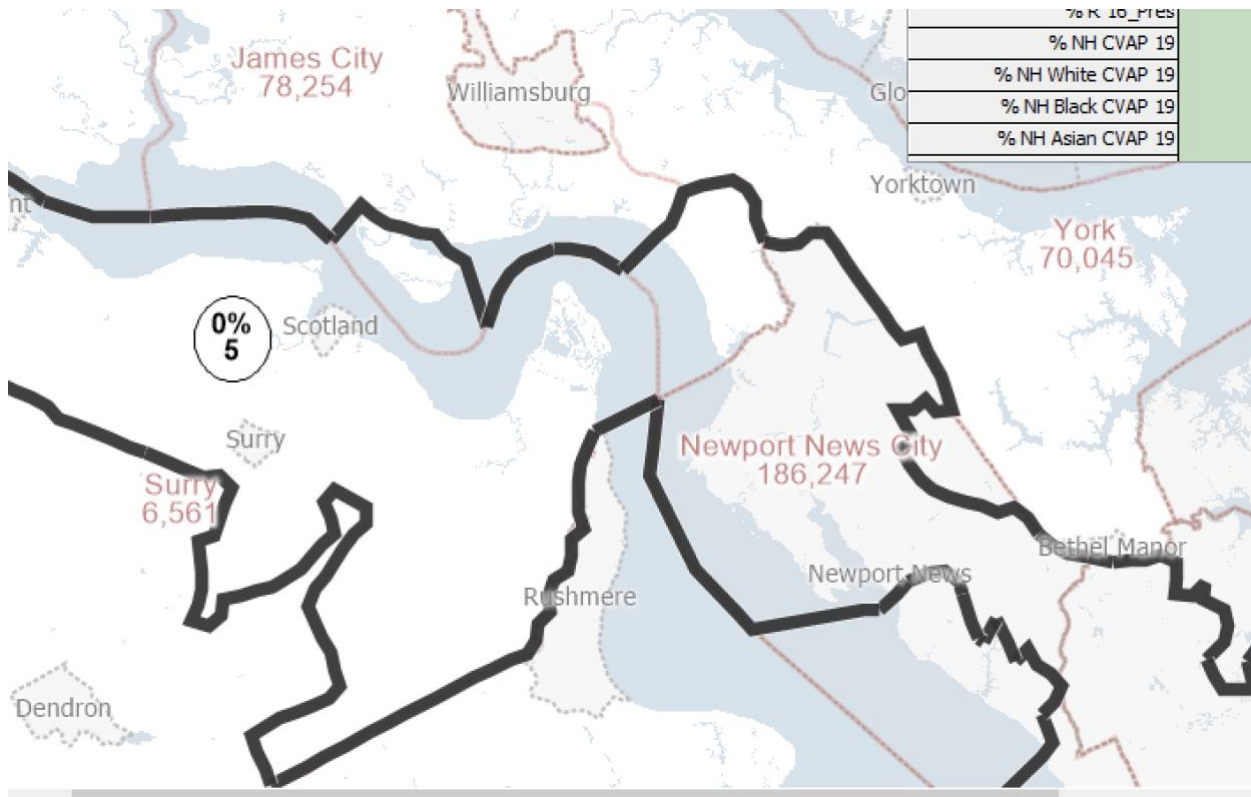 % R 16_Pres
% NH CVAP 19
% NH White CVAP 19
% NH Black CVAP 19
% NH Asian CVAP 19
James City
78,254
Williamsburg
Glo
Yorktown
nt
York
70,045
0%
5
Scotland
Surry
Newport News City
186,247
Surry
6,561
Bethel Manor
Newport News
Rushmere
Dendron